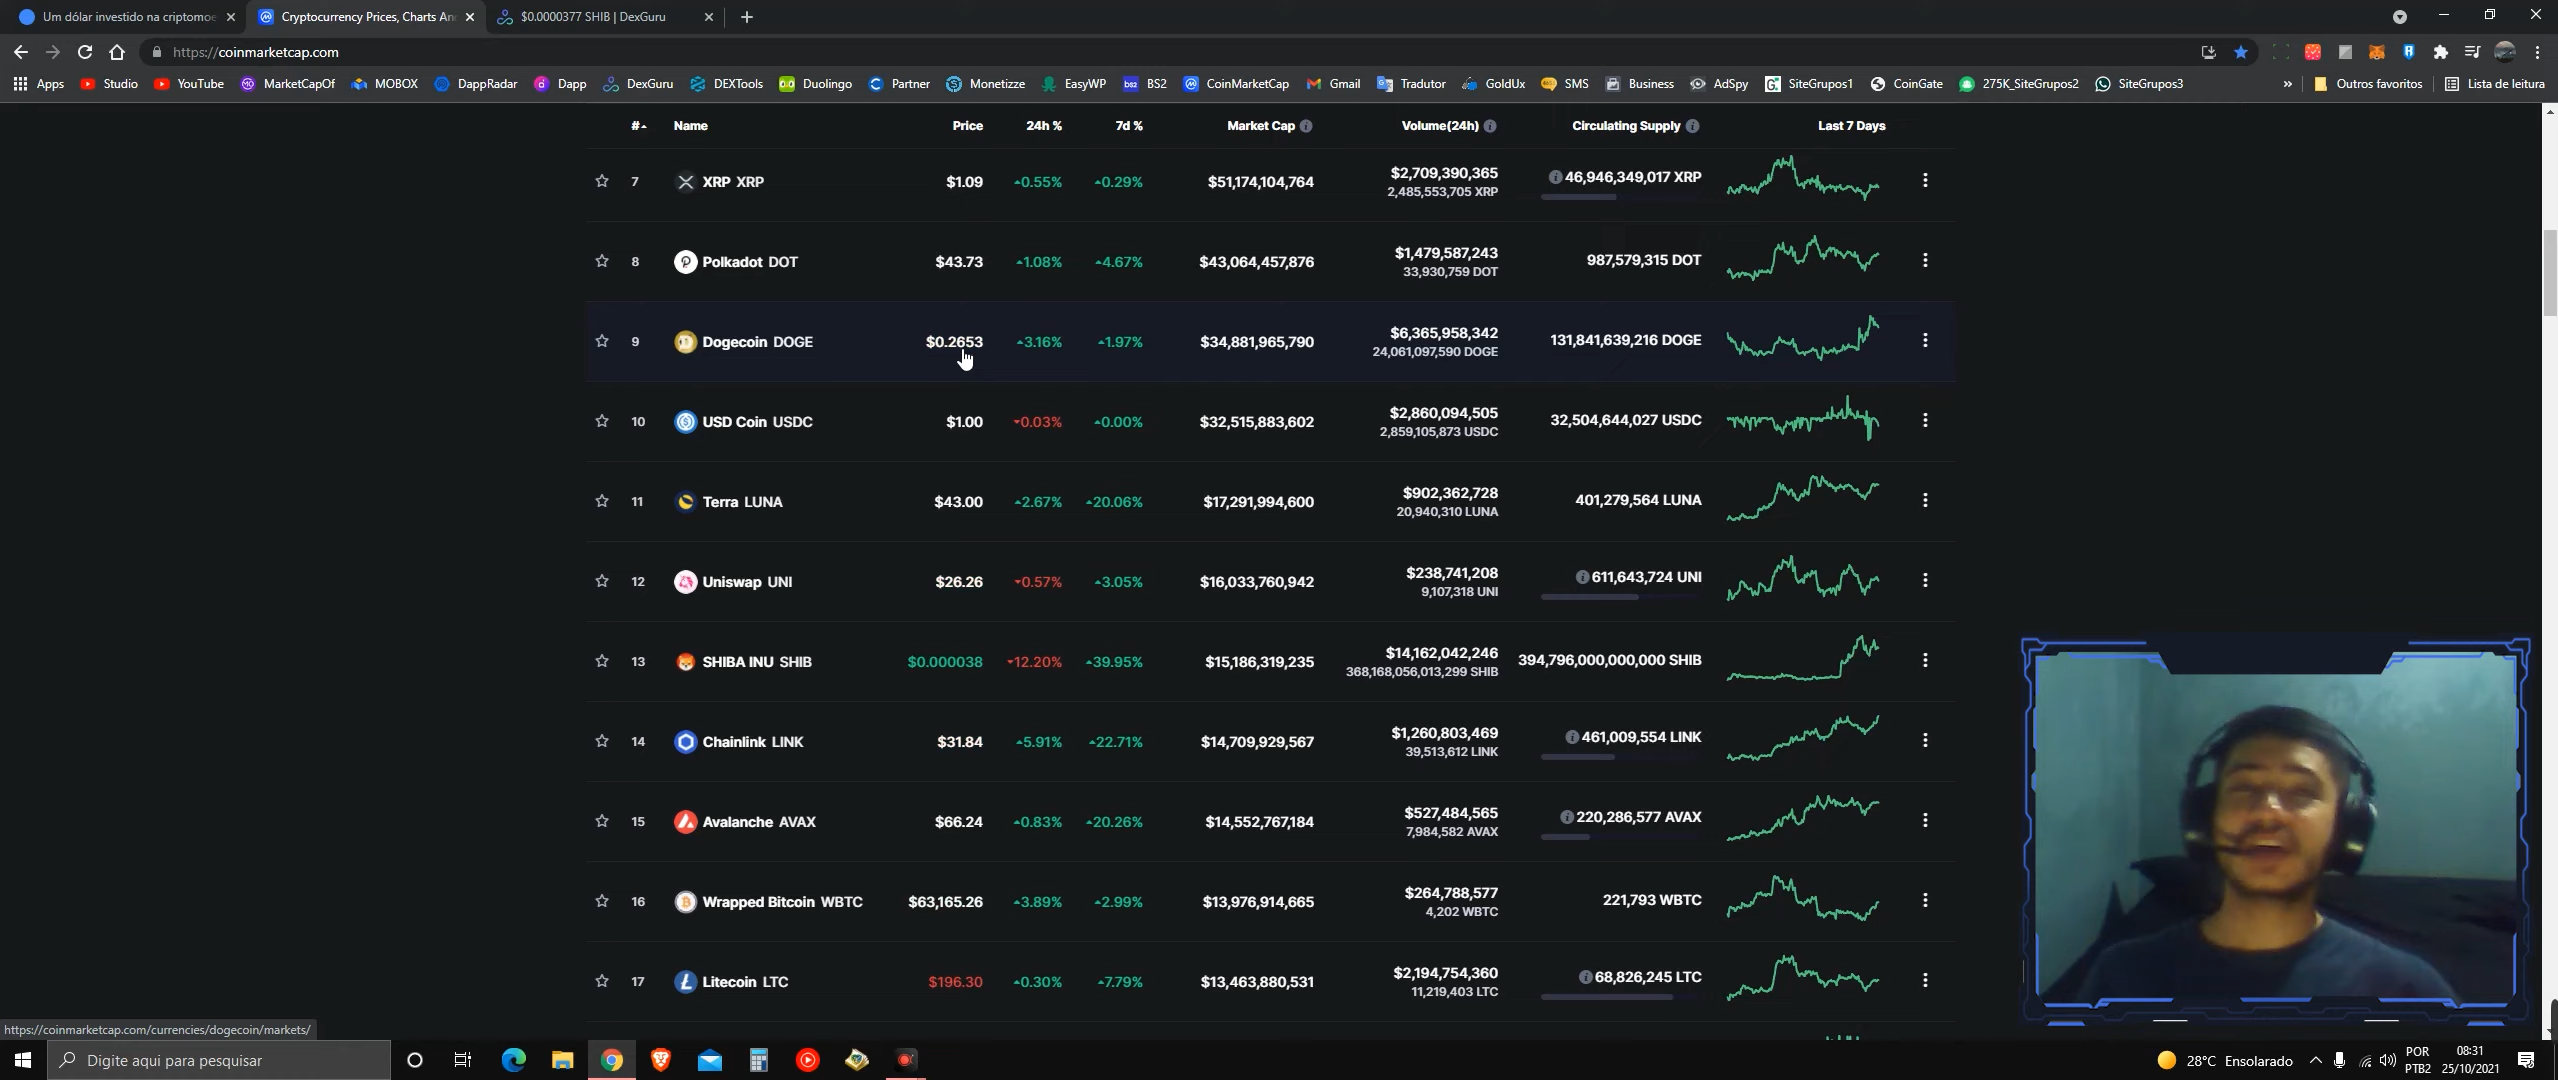 Um dólar investido na criptomoe
Cryptocurrency Prices, Charts An
$0.0000377 SHIB | DexGuru
https://coinmarketcap.com
Apps Studio YouTube MarketCapOf MOBOX DappRadar Dapp DexGuru DEXTools Duolingo Partner Monetizze EasyWP BS2 CoinMarketCap Gmail Tradutor GoldUx SMS Business AdSpy SiteGrupos1 CoinGate 275K_SiteGrupos2 SiteGrupos3 » Outros favoritos Lista de leitura
# Name Price 24h % 7d % Market Cap Volume(24h) Circulating Supply Last 7 Days
7 XRP XRP $1.09 0.55% 0.29% $51,174,104,764 $2,709,390,365 46,946,349,017 XRP
2,485,553,705 XRP
8 Polkadot DOT $43.73 1.08% 4.67% $43,064,457,876 $1,479,587,243 987,579,315 DOT
33,930,759 DOT
9 Dogecoin DOGE $0.2653 3.16% 1.97% $34,881,965,790 $6,365,958,342 131,841,639,216 DOGE
24,061,097,590 DOGE
10 USD Coin USDC $1.00 0.03% 0.00% $32,515,883,602 $2,860,094,505 32,504,644,027 USDC
2,859,105,873 USDC
11 Terra LUNA $43.00 2.67% 20.06% $17,291,994,600 $902,362,728 401,279,564 LUNA
20,940,310 LUNA
12 Uniswap UNI $26.26 0.57% 3.05% $16,033,760,942 $238,741,208 611,643,724 UNI
9,107,318 UNI
13 SHIBA INU SHIB $0.000038 12.20% 39.95% $15,186,319,235 $14,162,042,246 394,796,000,000,000 SHIB
368,168,056,013,299 SHIB
14 Chainlink LINK $31.84 5.91% 22.71% $14,709,929,567 $1,260,803,469 461,009,554 LINK
39,513,612 LINK
15 Avalanche AVAX $66.24 0.83% 20.26% $14,552,767,184 $527,484,565 220,286,577 AVAX
7,984,582 AVAX
16 Wrapped Bitcoin WBTC $63,165.26 3.89% 2.99% $13,976,914,665 $264,788,577 221,793 WBTC
4,202 WBTC
17 Litecoin LTC $196.30 0.30% 7.79% $13,463,880,531 $2,194,754,360 68,826,245 LTC
11,219,403 LTC
https://coinmarketcap.com/currencies/dogecoin/markets/
Digite aqui para pesquisar
28°C Ensolarado
POR
PTB2
08:31
25/10/2021